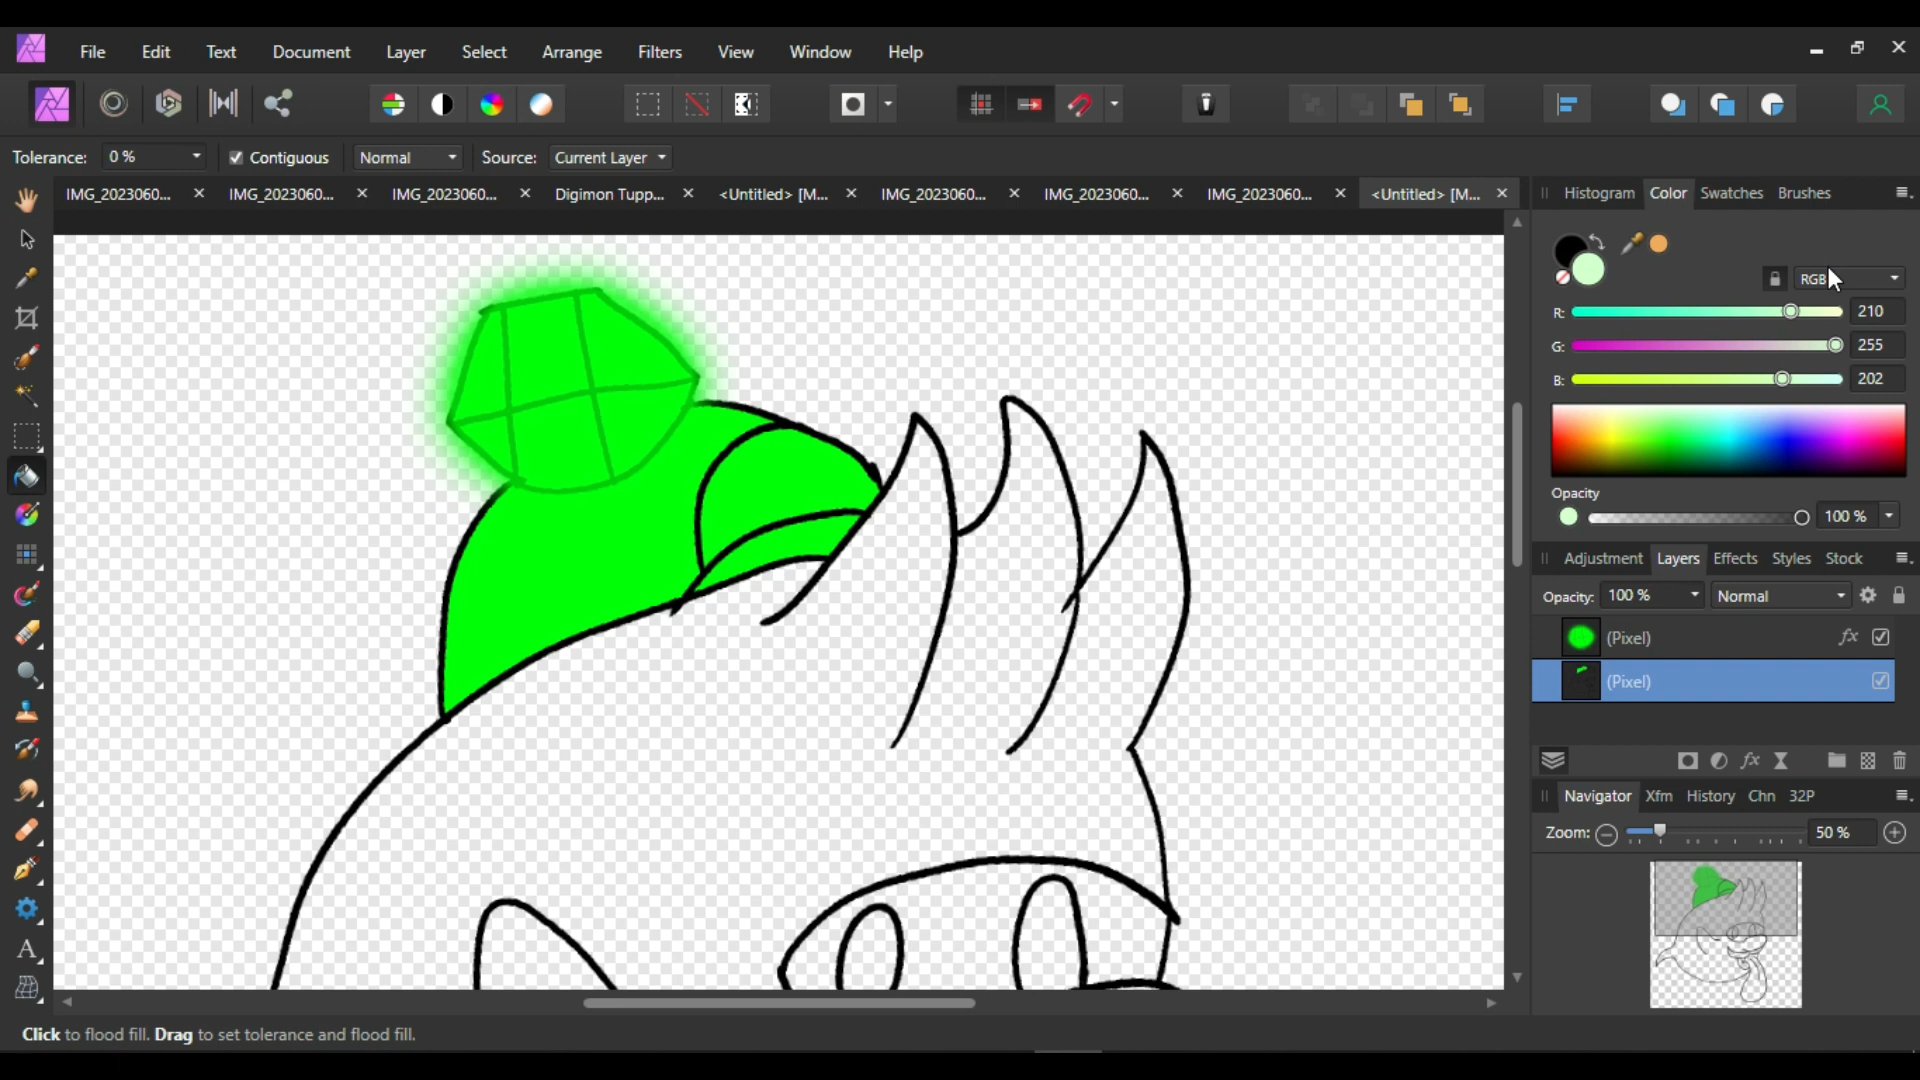 File Edit Text Document Layer Select Arrange Filters View Window Help
Tolerance: 0 % Contiguous Normal Source: Current Layer
IMG_2023060... IMG_2023060... IMG_2023060... Digimon Tupp... <Untitled> [M... IMG_2023060... IMG_2023060... IMG_2023060... <Untitled> [M...
Histogram Color Swatches Brushes
RGB
R: 210
G: 255
B: 202
Opacity
100 %
Adjustment Layers Effects Styles Stock
Opacity: 100 % Normal
(Pixel) fx
(Pixel)
fx
Navigator Xfm History Chn 32P
Zoom: 50 %
A
Click to flood fill. Drag to set tolerance and flood fill.